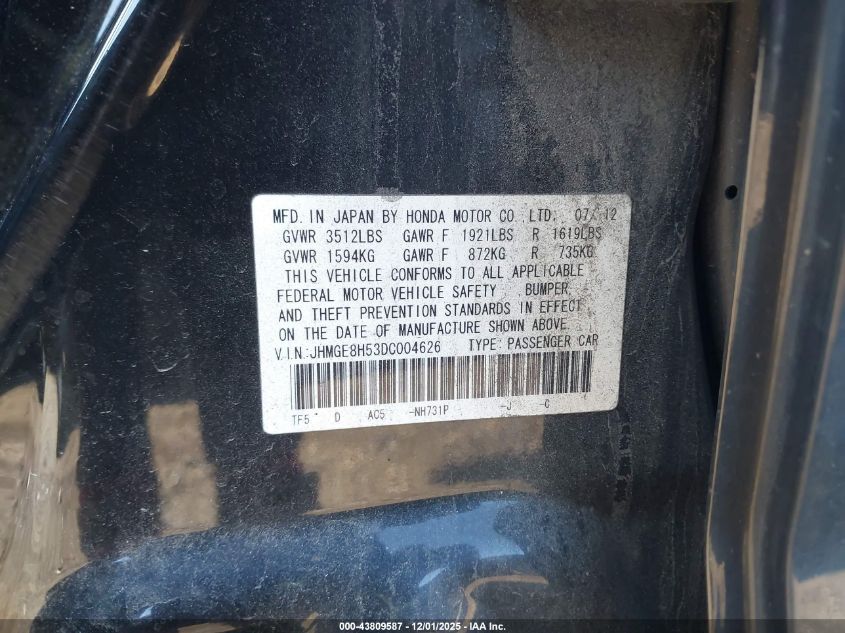 MFD. IN JAPAN BY HONDA MOTOR CO. LTD. 07/12
GVWR 3512LBS GAWR F 1921LBS R 1619LBS
GVWR 1594KG GAWR F 872KG R 735KG
THIS VEHICLE CONFORMS TO ALL APPLICABLE
FEDERAL MOTOR VEHICLE SAFETY, BUMPER,
AND THEFT PREVENTION STANDARDS IN EFFECT
ON THE DATE OF MANUFACTURE SHOWN ABOVE.
V.I.N.:JHMGE8H53DC004626 TYPE: PASSENGER CAR
TF5 D AC5 -NH731P -J -C
000-43809587 - 12/01/2025 - IAA Inc.